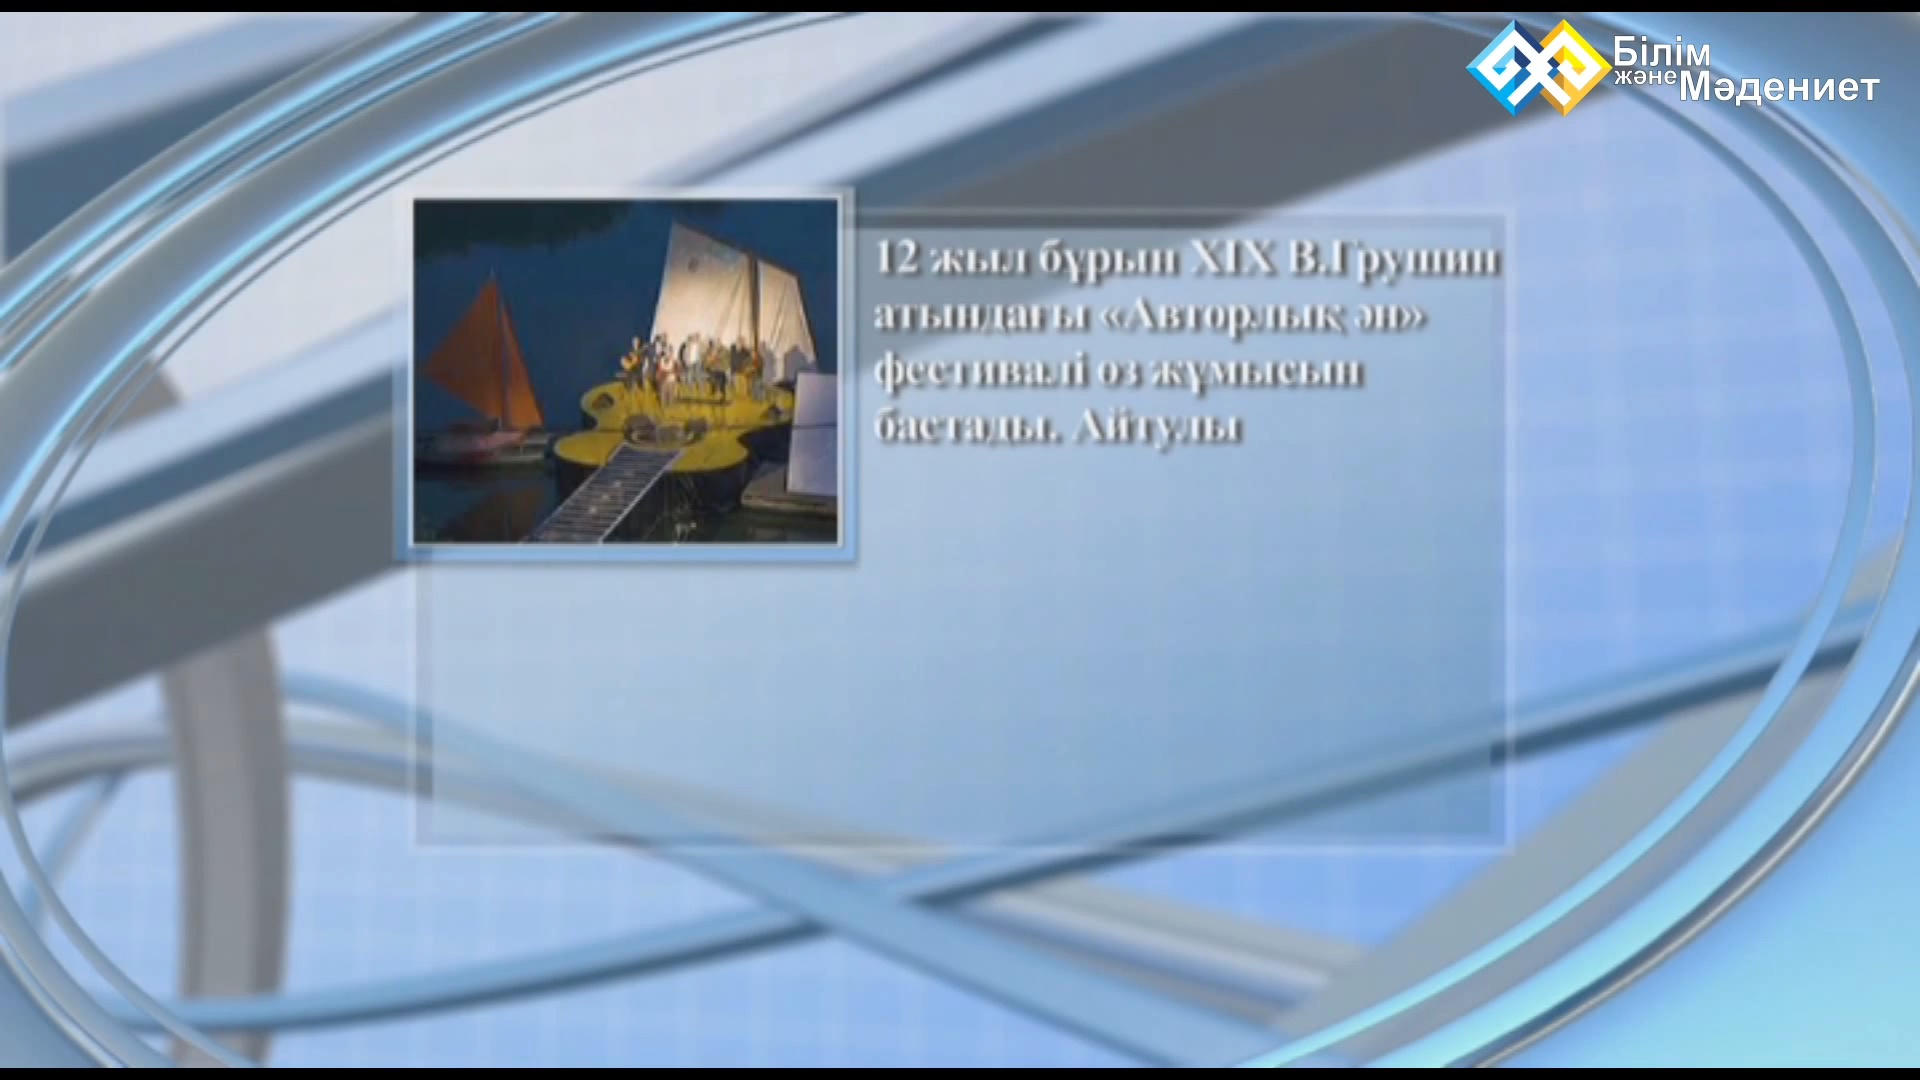 Білім
және
Мәдениет
12 жыл бұрын XIX В.Грушин
атындағы «Авторлық ән»
фестивалі өз жұмысын
бастады. Айтулы